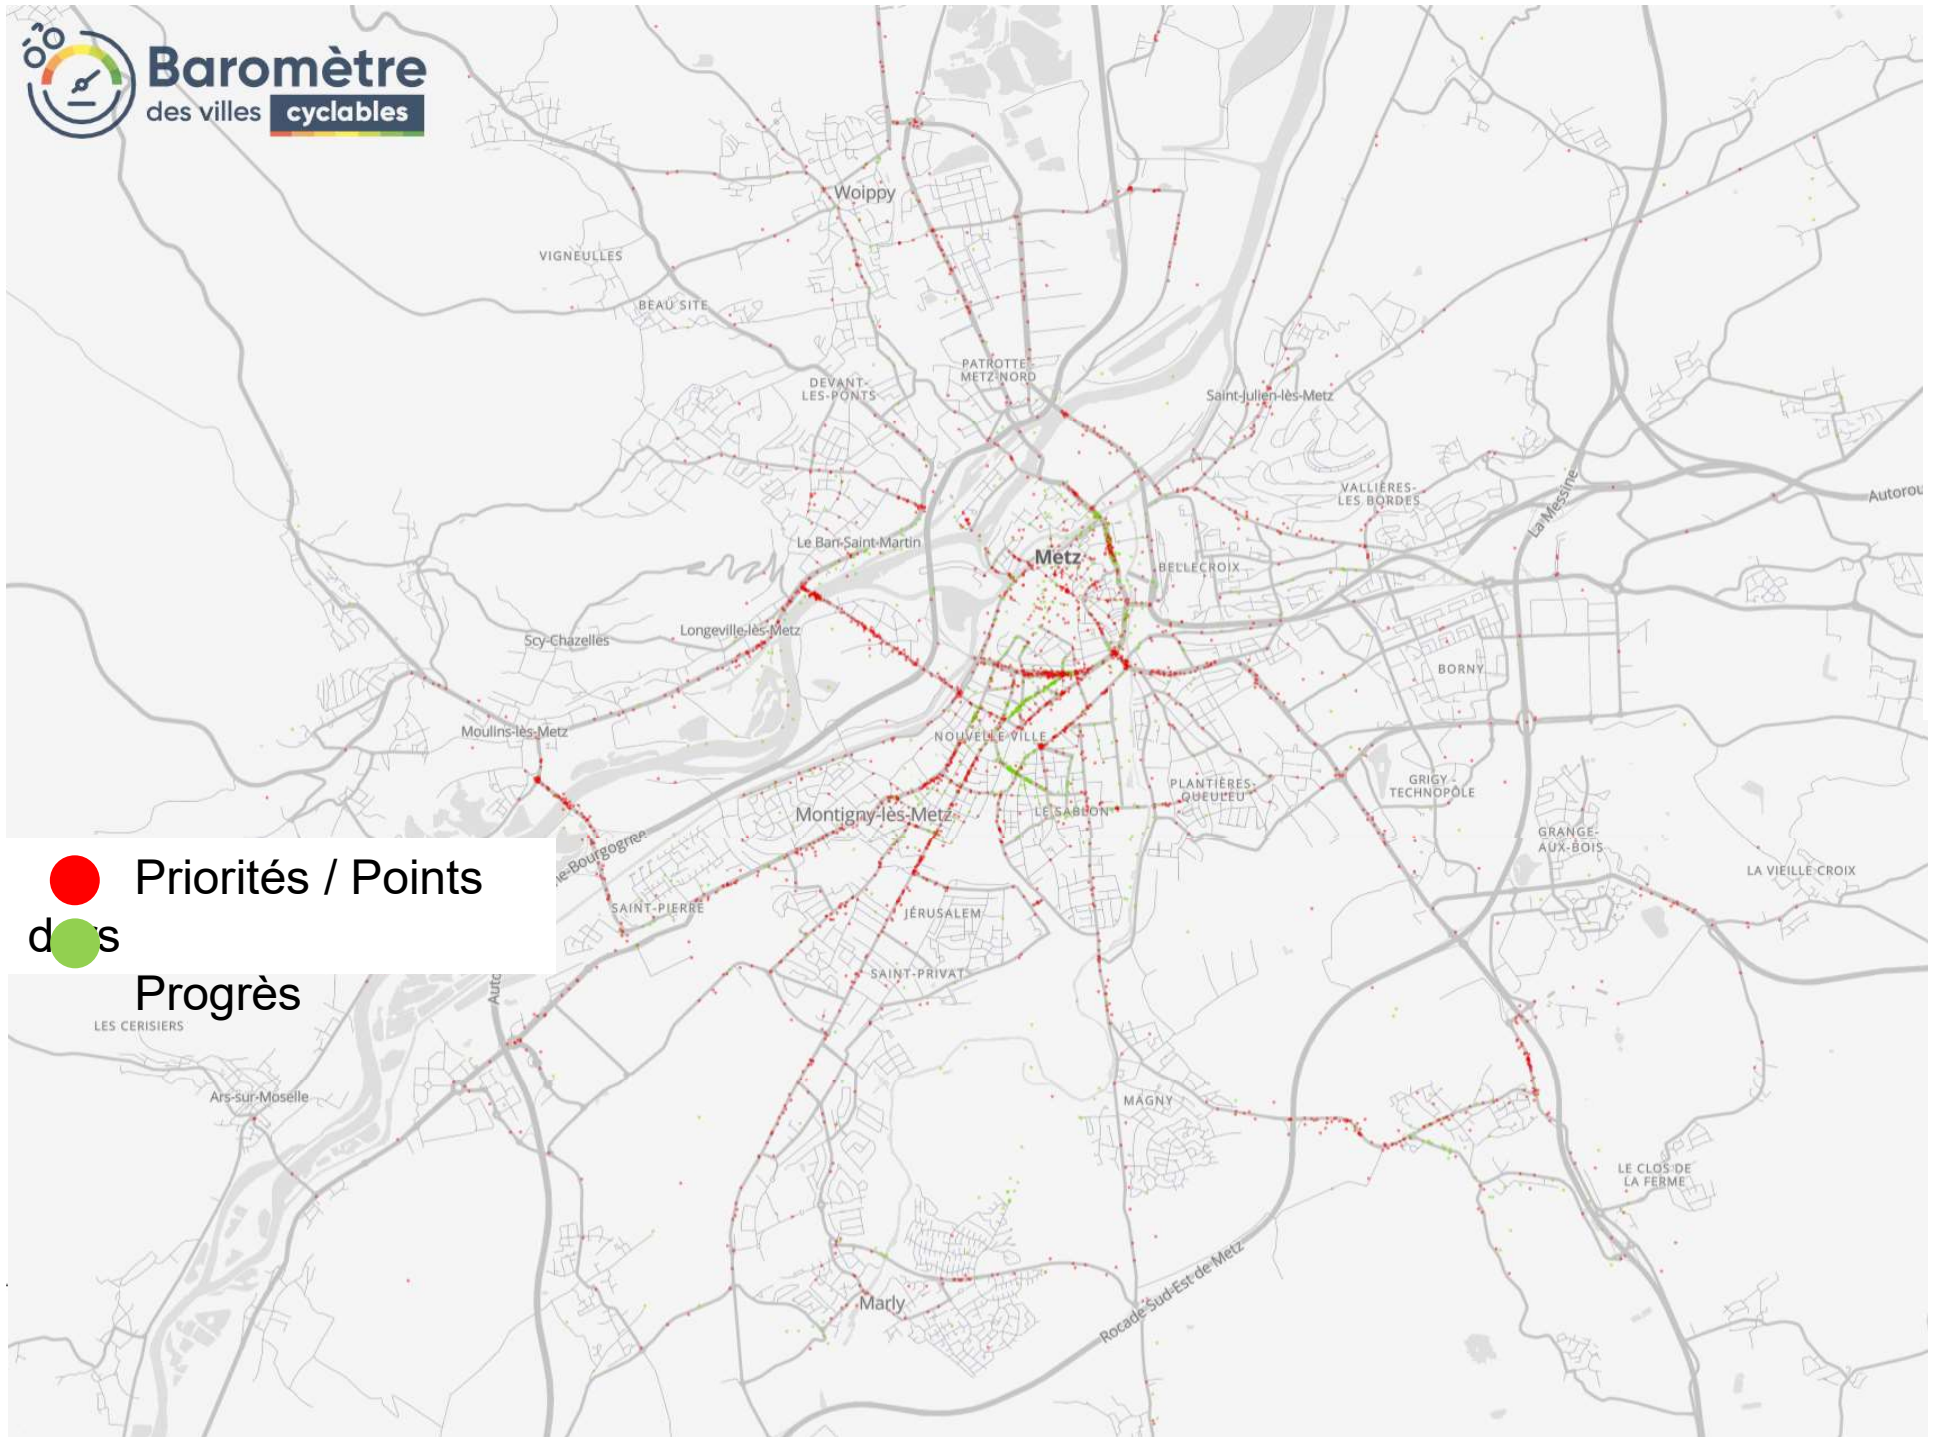 Baromètre
des villes cyclables
Woippy
VIGNEULLES
BEAU SITE
PATROTTE-
METZ-NORD
DEVANT-
LES-PONTS
Saint-Julien-lès-Metz
VALLIÈRES-
LES BORDES
La Messine
Autorou
Le Ban-Saint-Martin
Metz
BELLECROIX
Scy-Chazelles
Longeville-lès-Metz
BORNY
Moulins-lès-Metz
NOUVELLE VILLE
PLANTIÈRES-
QUEULEU
GRIGY -
TECHNOPÔLE
Montigny-lès-Metz
LE SABLON
GRANGE-
AUX-BOIS
LA VIEILLE CROIX
ne-Bourgogne
Priorités / Points
d s
Progrès
SAINT-PIERRE
JÉRUSALEM
SAINT-PRIVAT
Auto
LES CERISIERS
Ars-sur-Moselle
MAGNY
LE CLOS DE
LA FERME
Rocade Sud-Est de Metz
Marly